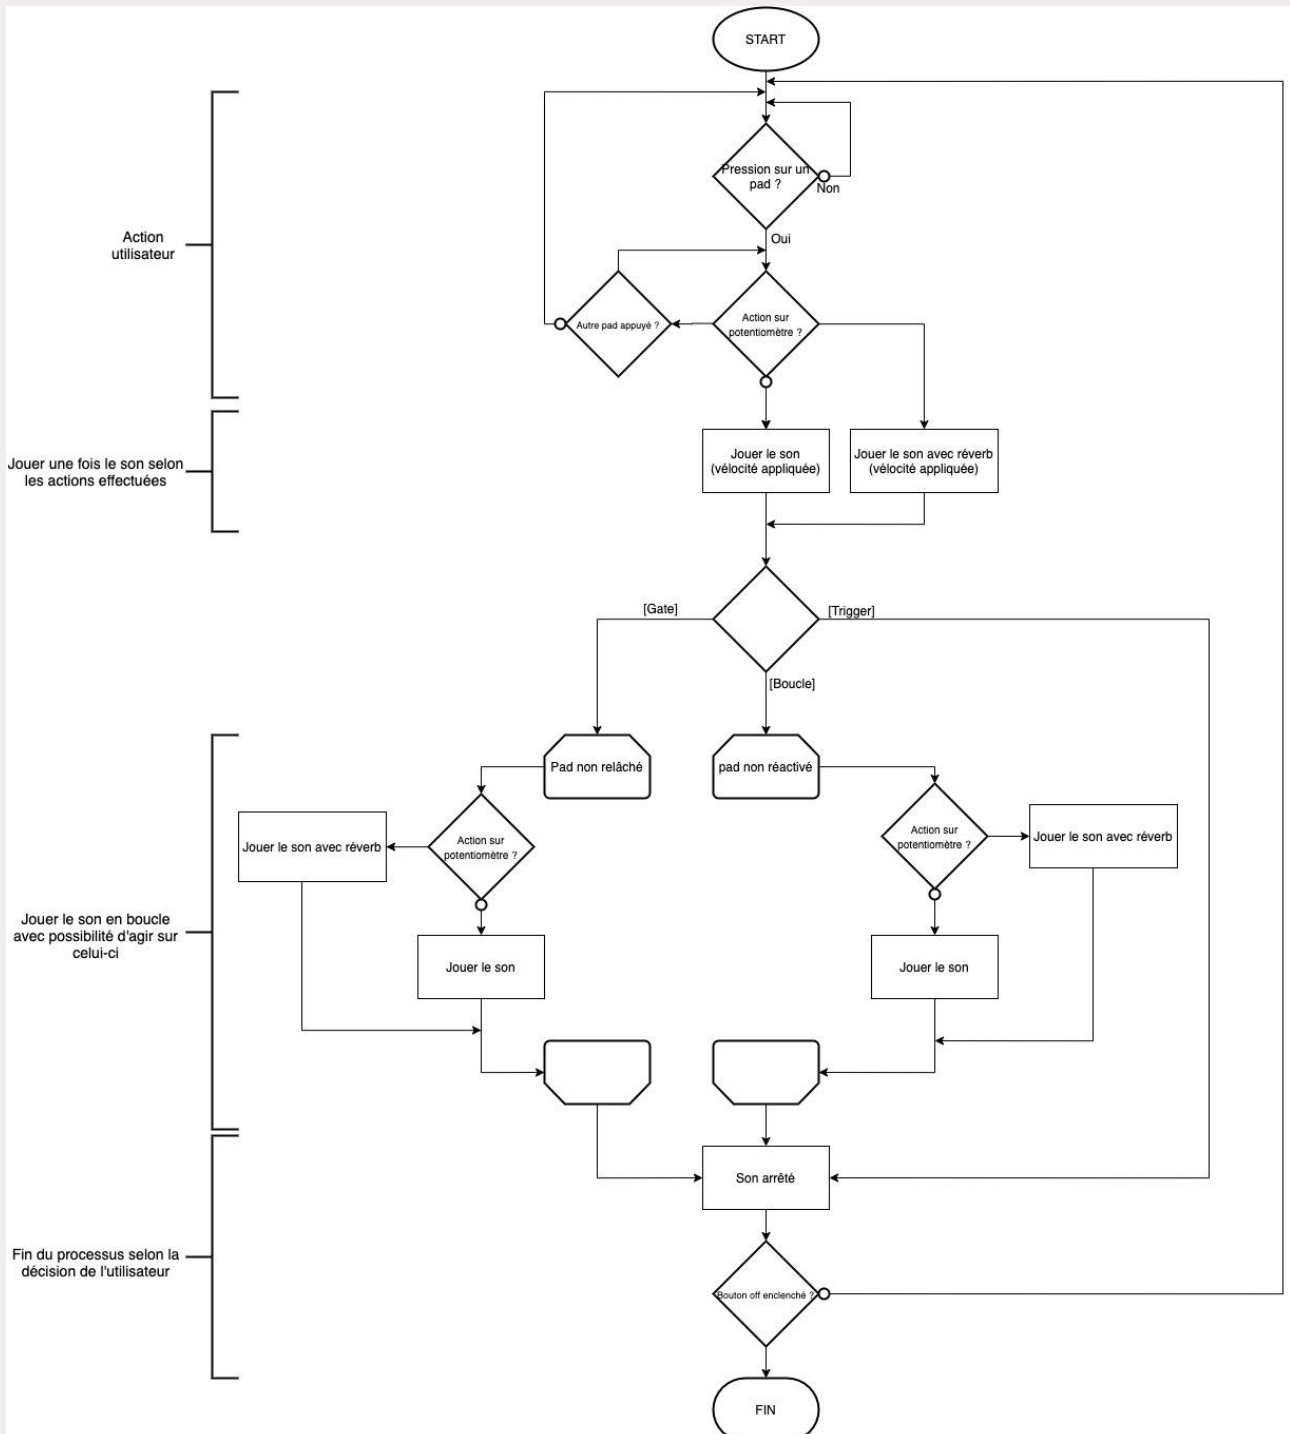 START
Pression sur un
pad ?
Non
Oui
Action
utilisateur
Autre pad appuyé ?
Action sur
potentiomètre ?
Jouer une fois le son selon
les actions effectuées
Jouer le son
(vélocité appliquée)
Jouer le son avec réverb
(vélocité appliquée)
[Gate]
[Trigger]
[Boucle]
Pad non relâché
pad non réactivé
Action sur
potentiomètre ?
Jouer le son avec réverb
Action sur
potentiomètre ?
Jouer le son avec réverb
Jouer le son en boucle
avec possibilité d'agir sur
celui-ci
Jouer le son
Jouer le son
Son arrêté
Fin du processus selon la
décision de l'utilisateur
Bouton off enclenché ?
FIN